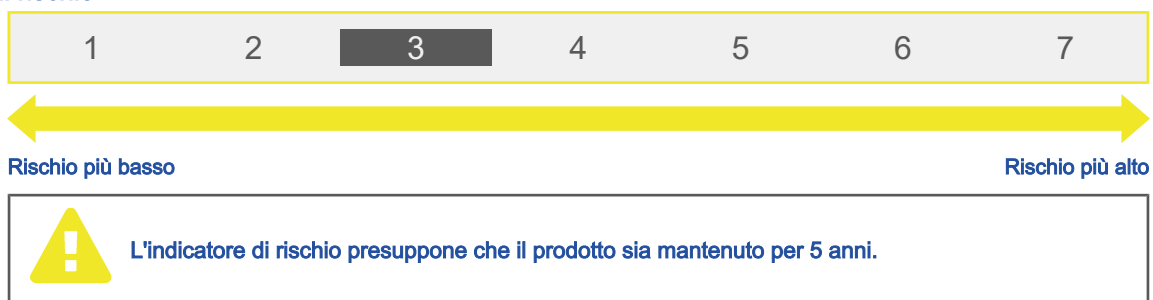 1 2 3 4 5 6 7
Rischio più basso Rischio più alto
L'indicatore di rischio presuppone che il prodotto sia mantenuto per 5 anni.